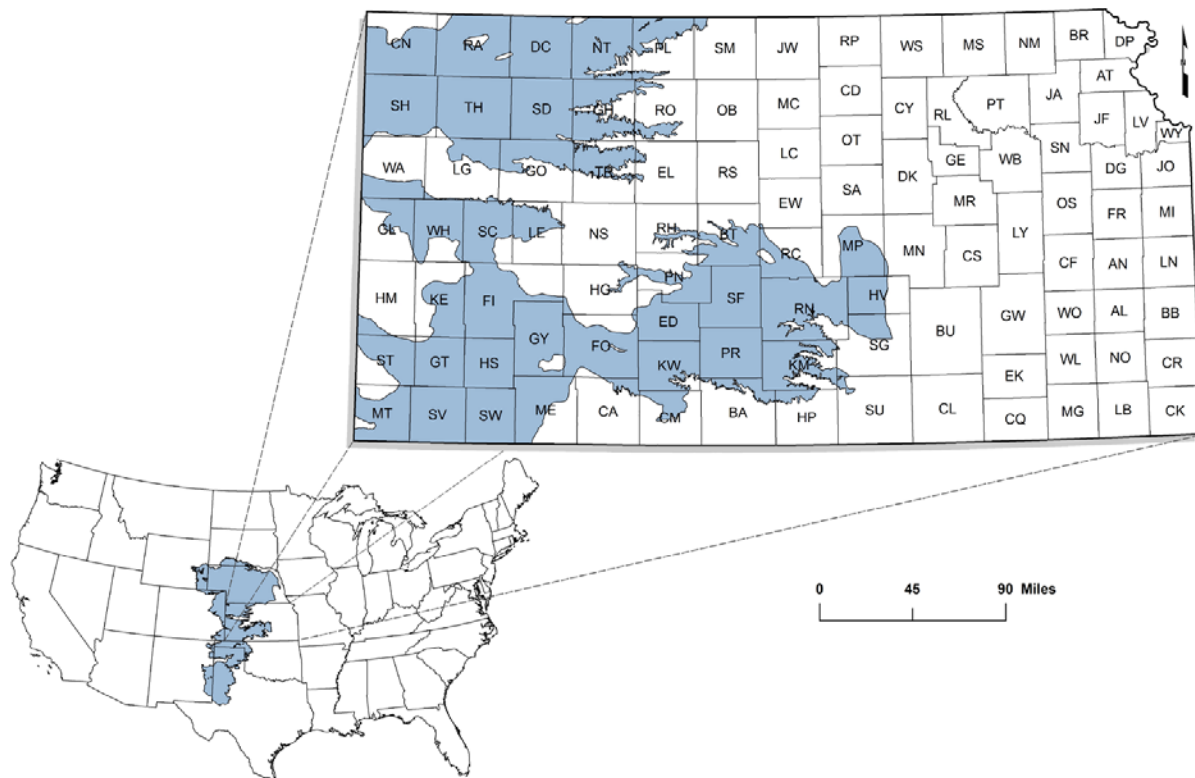 CN RA DC NT PL SM JW RP WS MS NM BR DP
SH TH SD GH RO OB MC CD CY RL PT JA AT
JF LV WY
WA LG GO TR EL RS LC OT DK GE WB SN DG JO
GL WH SC LE NS RH BT EW SA MR OS FR MI
RC MP MN CS LY
HM KE FI HG PN SF RN HV CF AN LN
GY ED BU GW WO AL BB
ST GT HS FO KW PR KM SG EK WL NO CR
MT SV SW ME CA CM BA HP SU CL CQ MG LB CK
0 45 90 Miles